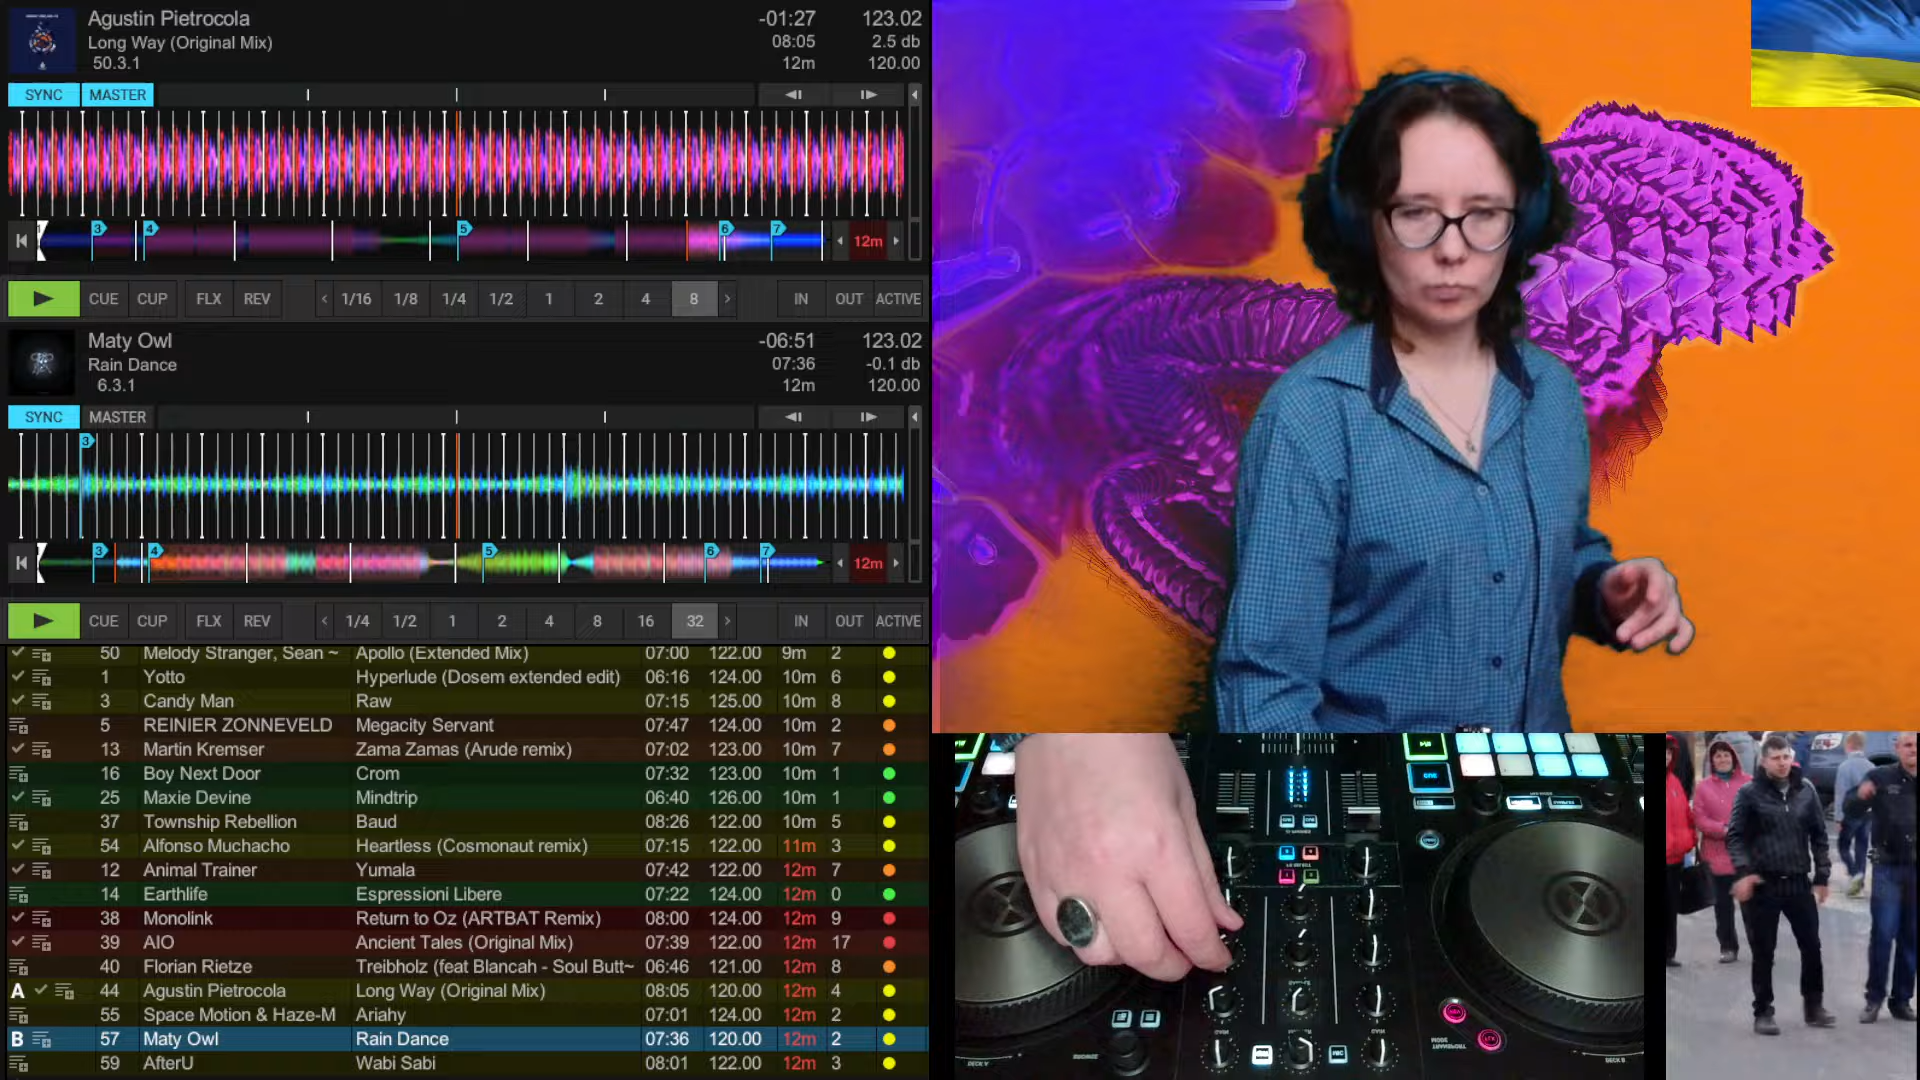 Agustin Pietrocola -01:27 123.02
Long Way (Original Mix) 08:05 2.5 db
50.3.1 12m 120.00
SYNC MASTER
3 4 5 6 7 12m
CUE CUP FLX REV 1/16 1/8 1/4 1/2 1 2 4 8 IN OUT ACTIVE
Maty Owl -06:51 123.02
Rain Dance 07:36 -0.1 db
6.3.1 12m 120.00
SYNC MASTER
3
3 4 5 6 7 12m
CUE CUP FLX REV 1/4 1/2 1 2 4 8 16 32 IN OUT ACTIVE
50 Melody Stranger, Sean ~ Apollo (Extended Mix) 07:00 122.00 9m 2
1 Yotto Hyperlude (Dosem extended edit) 06:16 124.00 10m 6
3 Candy Man Raw 07:15 125.00 10m 8
5 REINIER ZONNEVELD Megacity Servant 07:47 124.00 10m 2
13 Martin Kremser Zama Zamas (Arude remix) 07:02 123.00 10m 7
16 Boy Next Door Crom 07:32 123.00 10m 1
25 Maxie Devine Mindtrip 06:40 126.00 10m 1
37 Township Rebellion Baud 08:26 122.00 10m 5
54 Alfonso Muchacho Heartless (Cosmonaut remix) 07:15 122.00 11m 3
12 Animal Trainer Yumala 07:42 122.00 12m 7
14 Earthlife Espressioni Libere 07:22 124.00 12m 0
38 Monolink Return to Oz (ARTBAT Remix) 08:00 124.00 12m 9
39 AIO Ancient Tales (Original Mix) 07:39 122.00 12m 17
40 Florian Rietze Treibholz (feat Blancah - Soul Butt~ 06:46 121.00 12m 8
A 44 Agustin Pietrocola Long Way (Original Mix) 08:05 120.00 12m 4
55 Space Motion & Haze-M Ariahy 07:01 124.00 12m 2
B 57 Maty Owl Rain Dance 07:36 120.00 12m 2
59 AfterU Wabi Sabi 08:01 122.00 12m 3